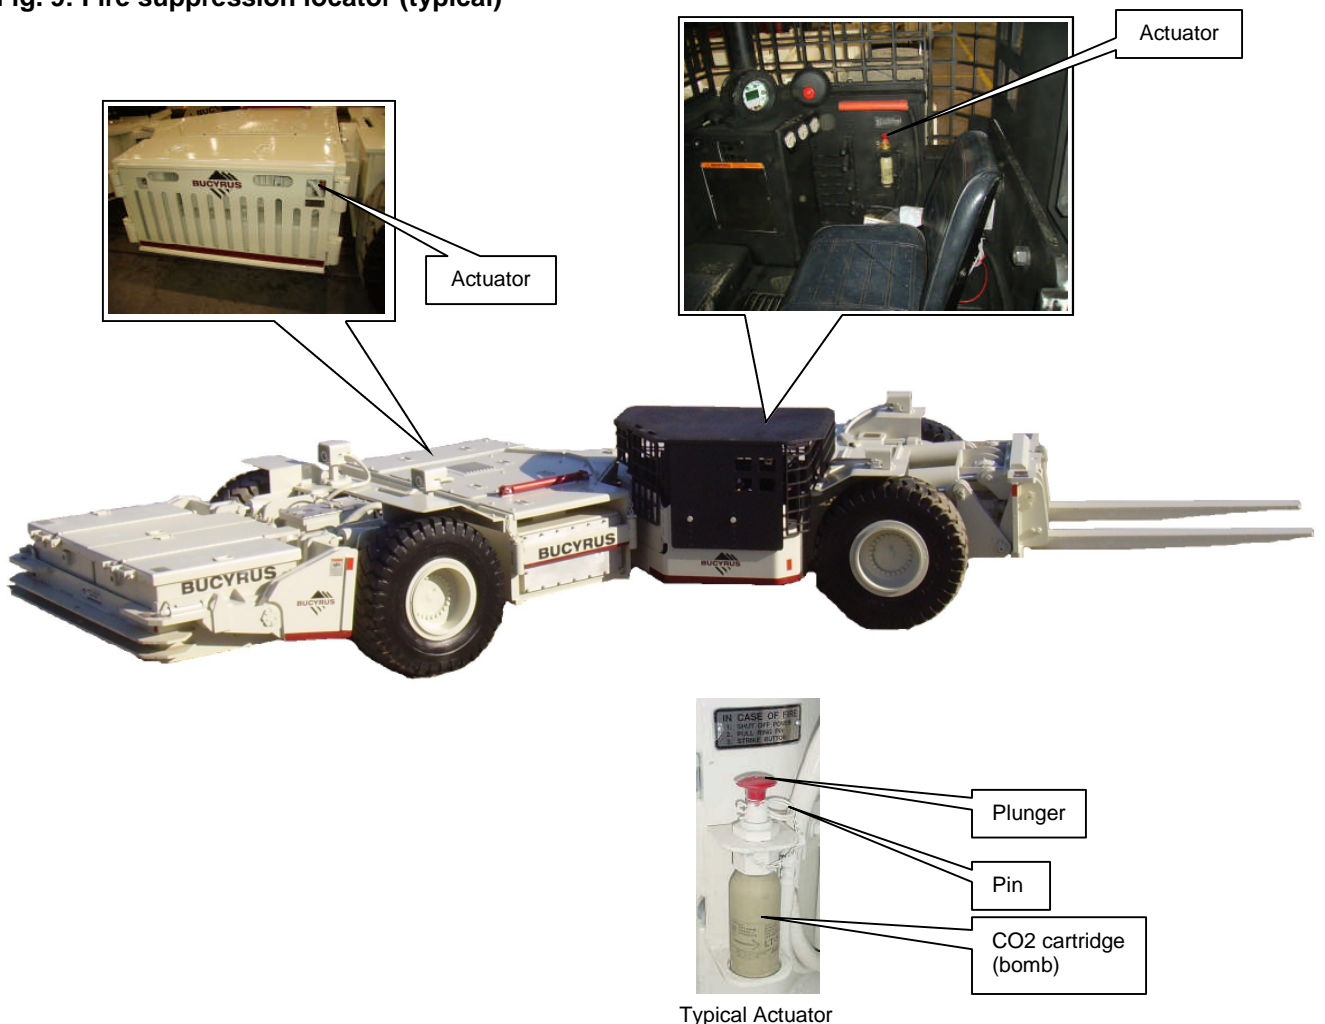 Fig. 9: Fire suppression locator (typical)
Actuator
BUCYRUS
Actuator
BUCYRUS
BUCYRUS
BUCYRUS
BUCYRUS
IN CASE OF FIRE
1. SHUT OFF POWER
2. PULL RING PIN
3. STRIKE BUTTON
Plunger
Pin
CO2 cartridge
(bomb)
Typical Actuator